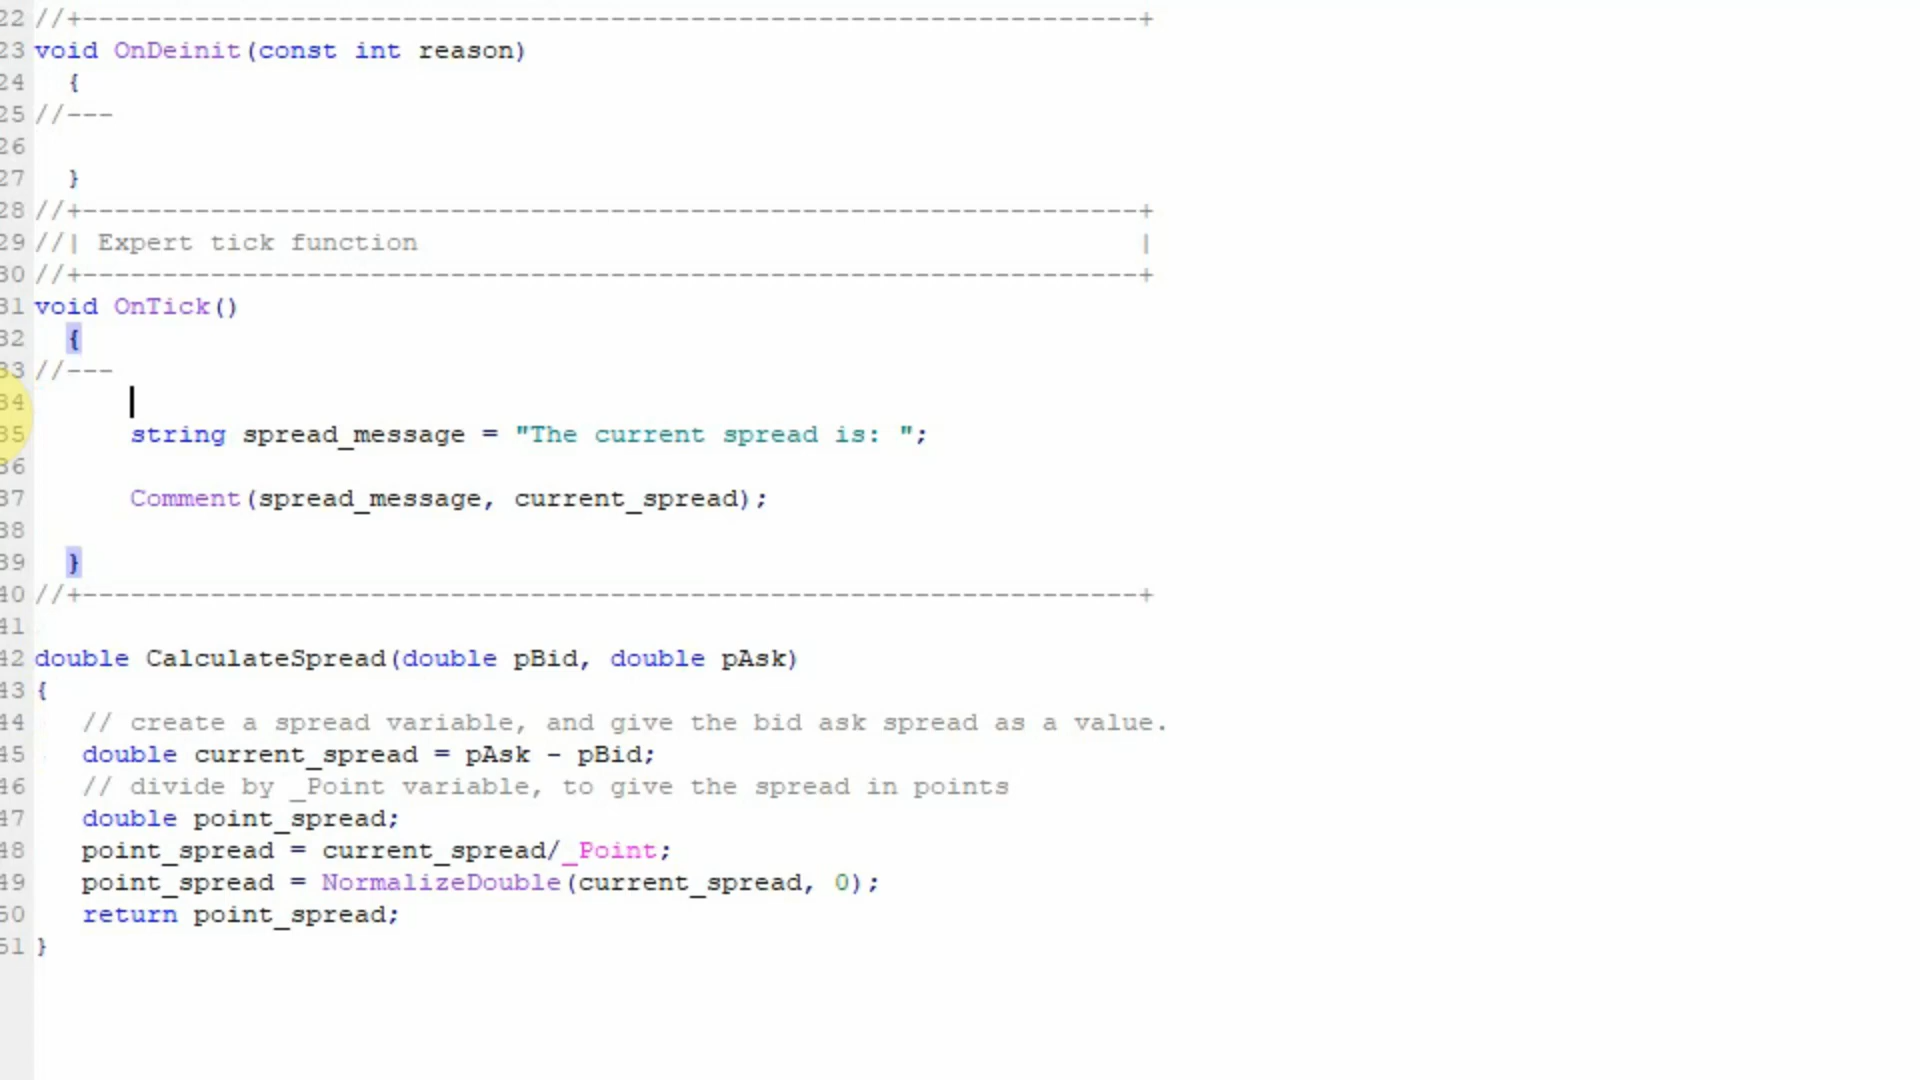 22 //+------------------------------------------------------------------+
23 void OnDeinit(const int reason)
24 {
25 //---
26
27 }
28 //+------------------------------------------------------------------+
29 //| Expert tick function |
30 //+------------------------------------------------------------------+
31 void OnTick()
32 {
33 //---
34
35 string spread_message = "The current spread is: ";
36
37 Comment(spread_message, current_spread);
38
39 }
40 //+------------------------------------------------------------------+
41
42 double CalculateSpread(double pBid, double pAsk)
43 {
44 // create a spread variable, and give the bid ask spread as a value.
45 double current_spread = pAsk - pBid;
46 // divide by _Point variable, to give the spread in points
47 double point_spread;
48 point_spread = current_spread/_Point;
49 point_spread = NormalizeDouble(current_spread, 0);
50 return point_spread;
51 }